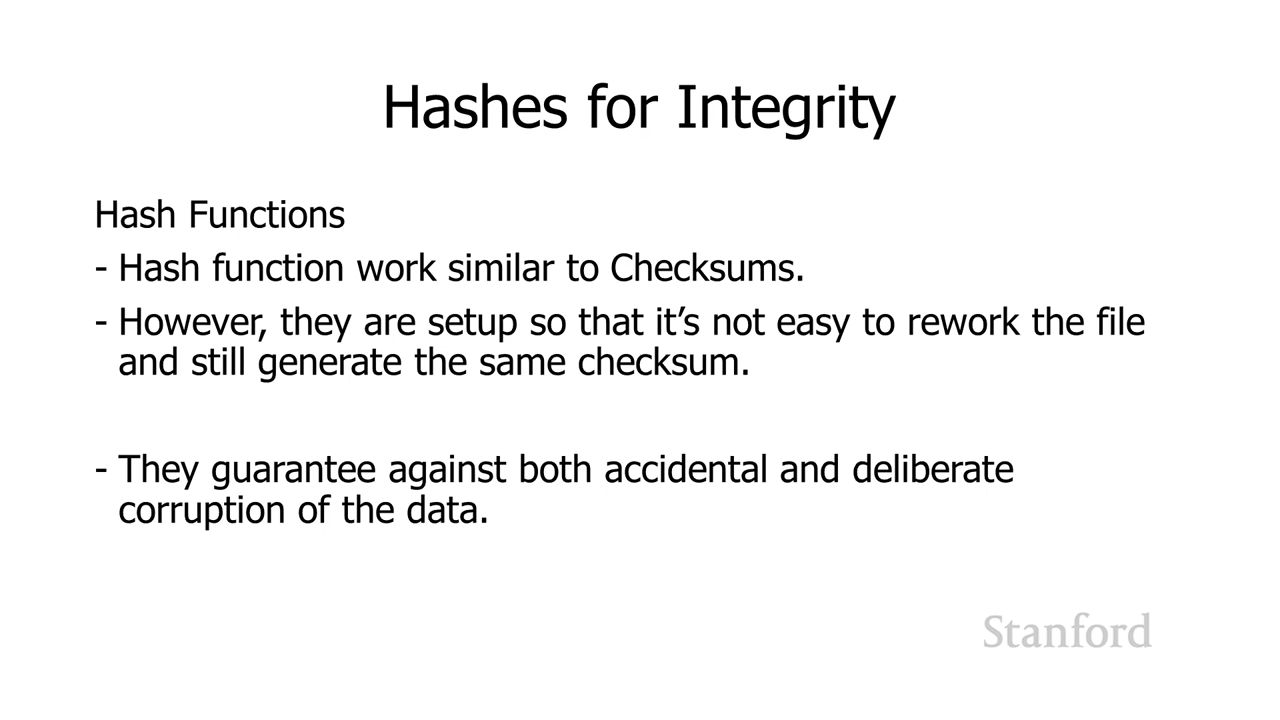 Hashes for Integrity
Hash Functions
- Hash function work similar to Checksums.
- However, they are setup so that it’s not easy to rework the file
and still generate the same checksum.
- They guarantee against both accidental and deliberate
corruption of the data.
Stanford